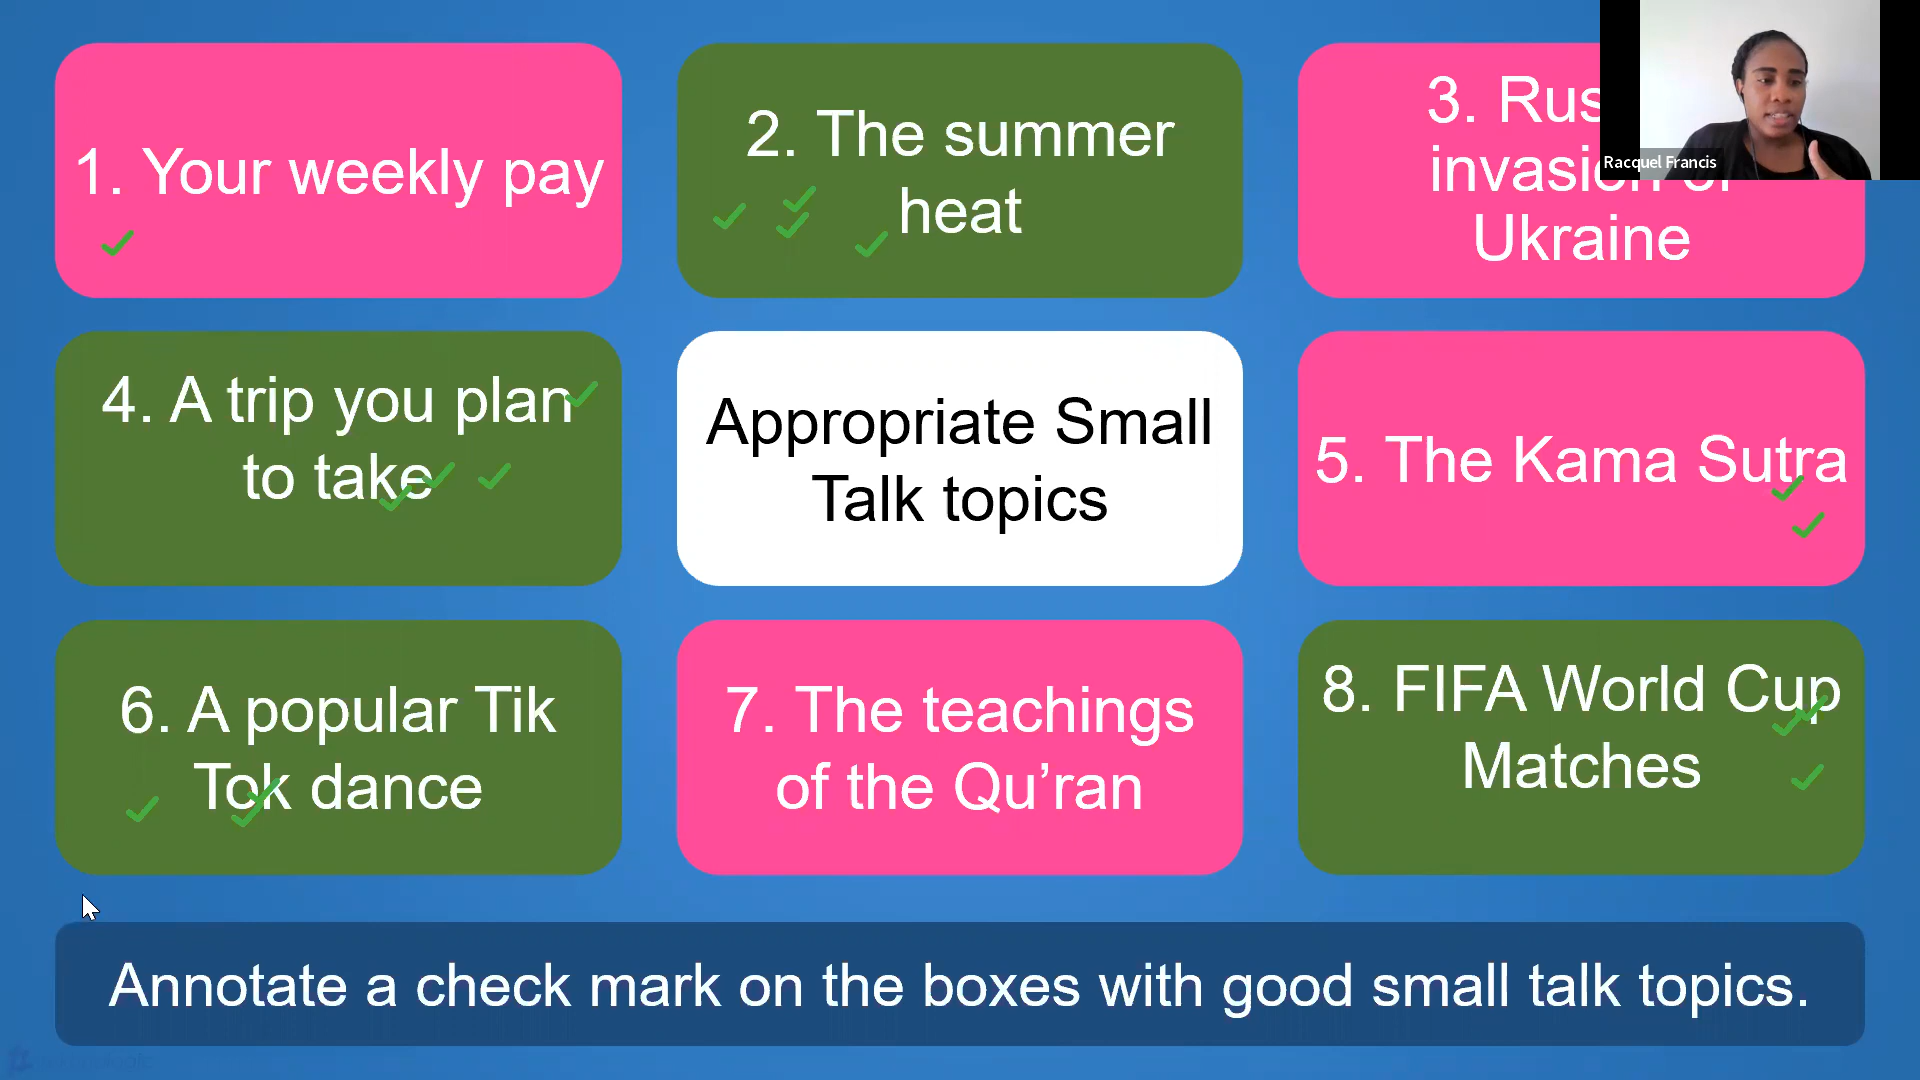 1. Your weekly pay
2. The summer
heat
3. Rus
invasion of
Ukraine
Racquel Francis
4. A trip you plan
to take
Appropriate Small
Talk topics
5. The Kama Sutra
6. A popular Tik
Tok dance
7. The teachings
of the Qu’ran
8. FIFA World Cup
Matches
Annotate a check mark on the boxes with good small talk topics.